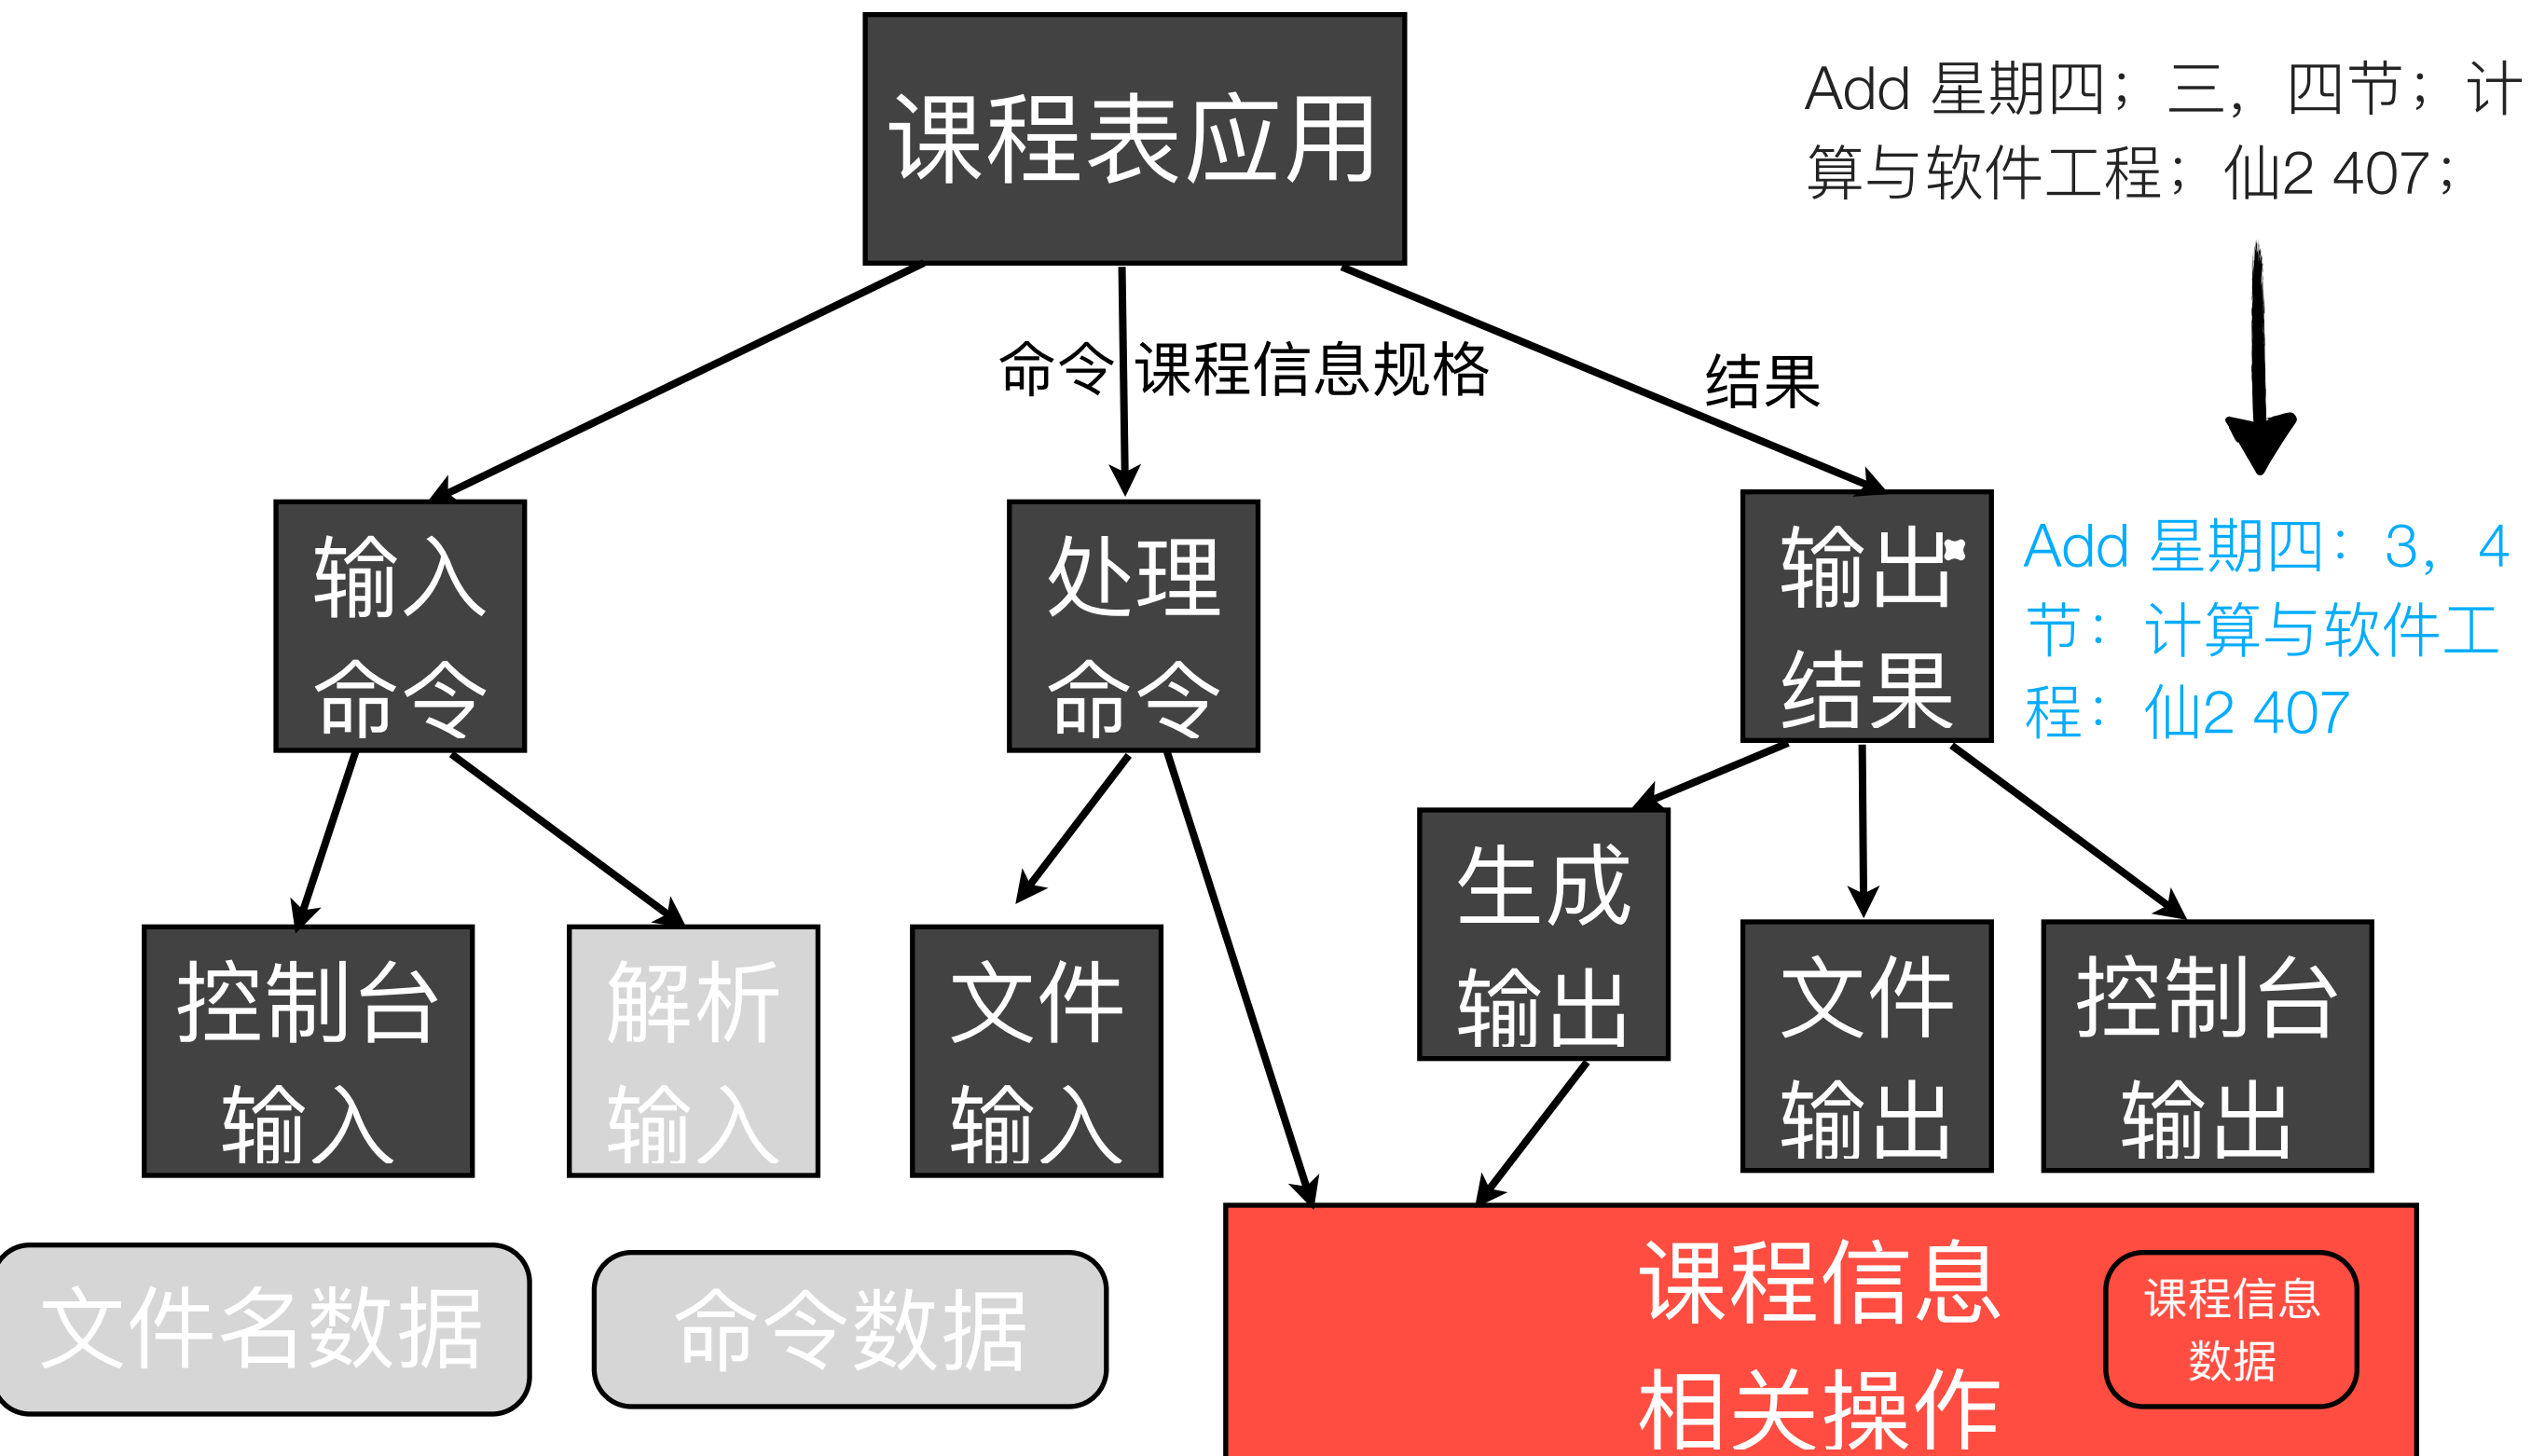 课程表应用
Add 星期四；三，四节；计
算与软件工程；仙2 407；
命令 课程信息规格
结果
输入
命令
处理
命令
输出
结果
Add 星期四：3，4
节：计算与软件工
程：仙2 407
生成
输出
控制台
输入
解析
输入
文件
输入
文件
输出
控制台
输出
文件名数据
命令数据
课程信息
相关操作
课程信息
数据